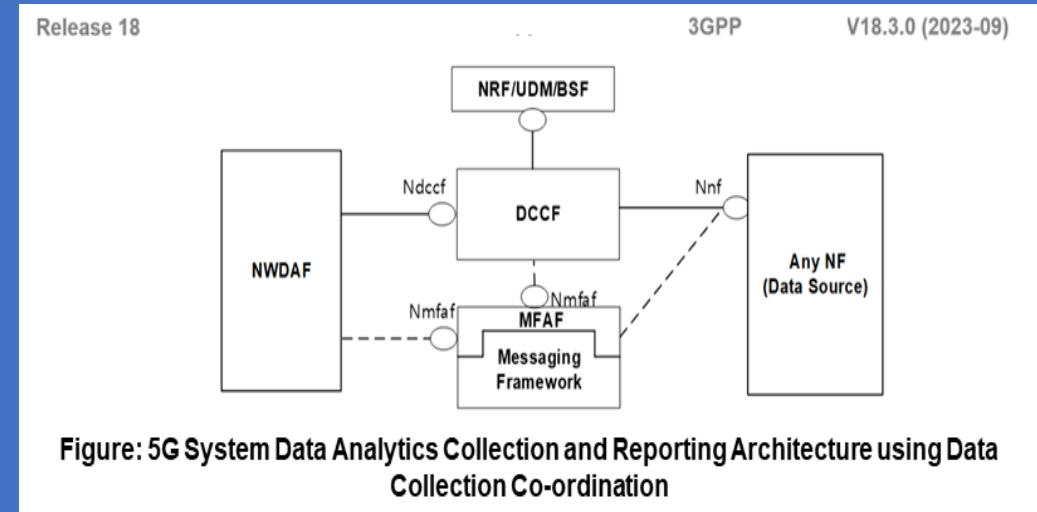 Release 18
3GPP
V18.3.0 (2023-09)
NRF/UDM/BSF
Ndccf
DCCF
Nnf
NWDAF
Any NF
(Data Source)
Nmfaf
Nmfaf
MFAF
Messaging
Framework
Figure: 5G System Data Analytics Collection and Reporting Architecture using Data
Collection Co-ordination